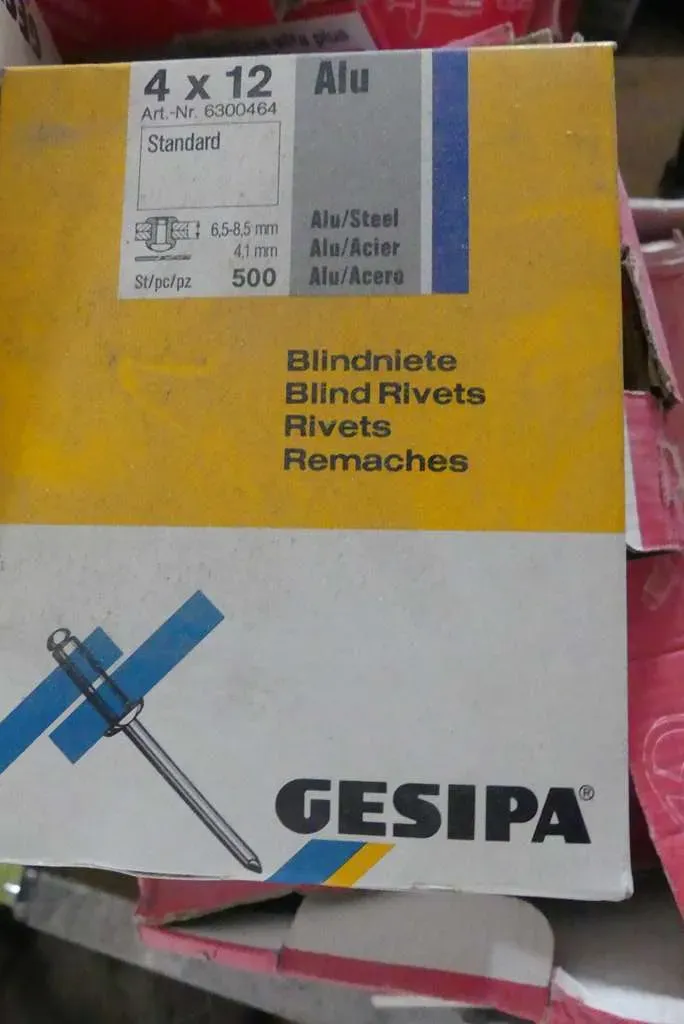 4 x 12
Alu
Art.-Nr. 6300464
Standard
6,5-8,5 mm
4,1 mm
St/pc/pz 500
Alu/Steel
Alu/Acier
Alu/Acero
Blindniete
Blind Rivets
Rivets
Remaches
GESIPA®